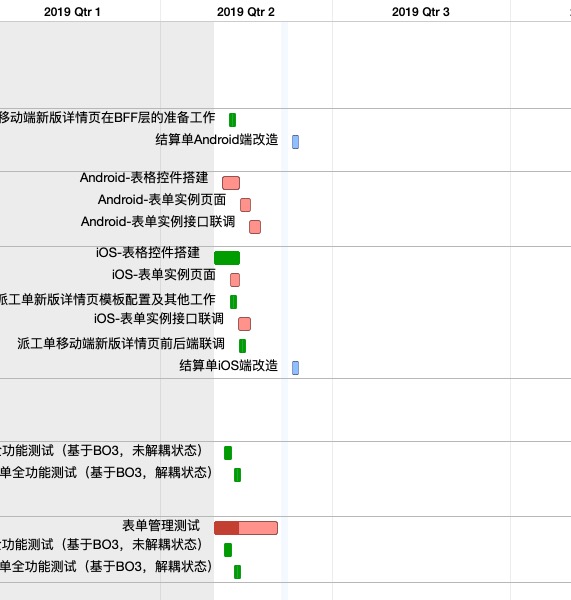 2019 Qtr 1
2019 Qtr 2
2019 Qtr 3
移动端新版详情页在BFF层的准备工作
结算单Android端改造
Android-表格控件搭建
Android-表单实例页面
Android-表单实例接口联调
iOS-表格控件搭建
iOS-表单实例页面
派工单新版详情页模板配置及其他工作
iOS-表单实例接口联调
派工单移动端新版详情页前后端联调
结算单iOS端改造
功能测试（基于BO3，未解耦状态）
单全功能测试（基于BO3，解耦状态）
表单管理测试
功能测试（基于BO3，未解耦状态）
单全功能测试（基于BO3，解耦状态）